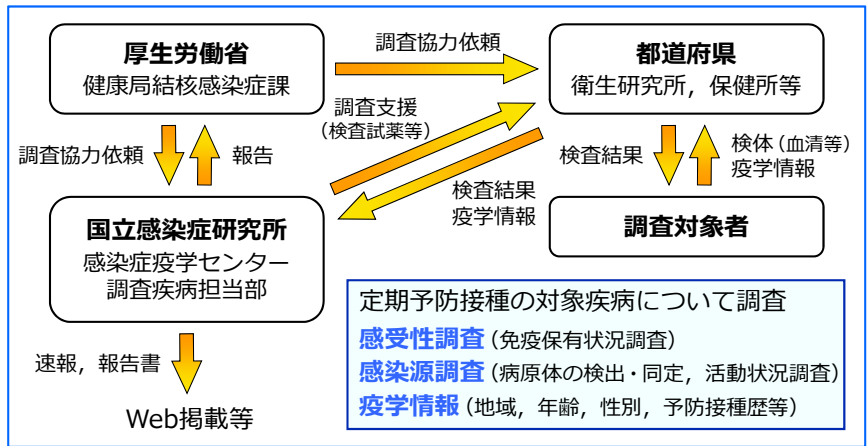 厚生労働省
健康局結核感染症課
調査協力依頼
都道府県
衛生研究所，保健所等
調査支援
（検査試薬等）
調査協力依頼
報告
検査結果
疫学情報
検査結果
検体（血清等）
疫学情報
国立感染症研究所
感染症疫学センター
調査疾病担当部
調査対象者
速報，報告書
Web掲載等
定期予防接種の対象疾病について調査
感受性調査（免疫保有状況調査）
感染源調査（病原体の検出・同定，活動状況調査）
疫学情報（地域，年齢，性別，予防接種歴等）